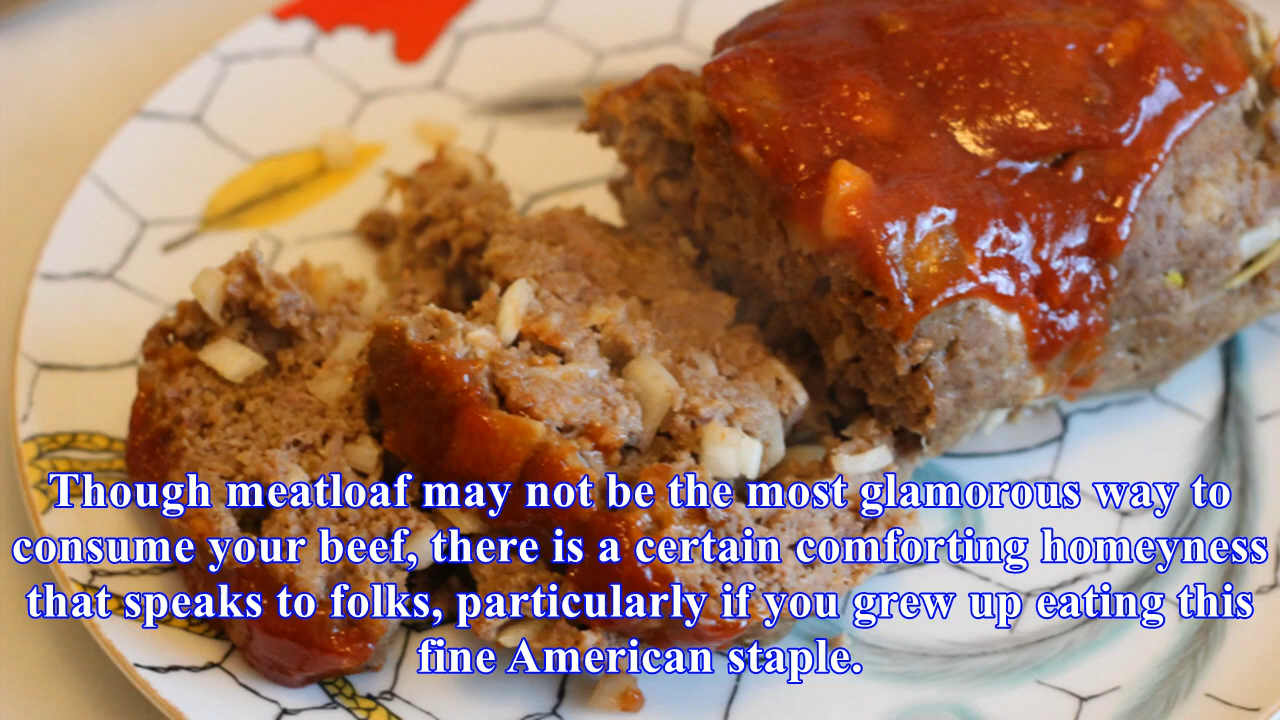 Though meatloaf may not be the most glamorous way to
consume your beef, there is a certain comforting homeyness
that speaks to folks, particularly if you grew up eating this
fine American staple.